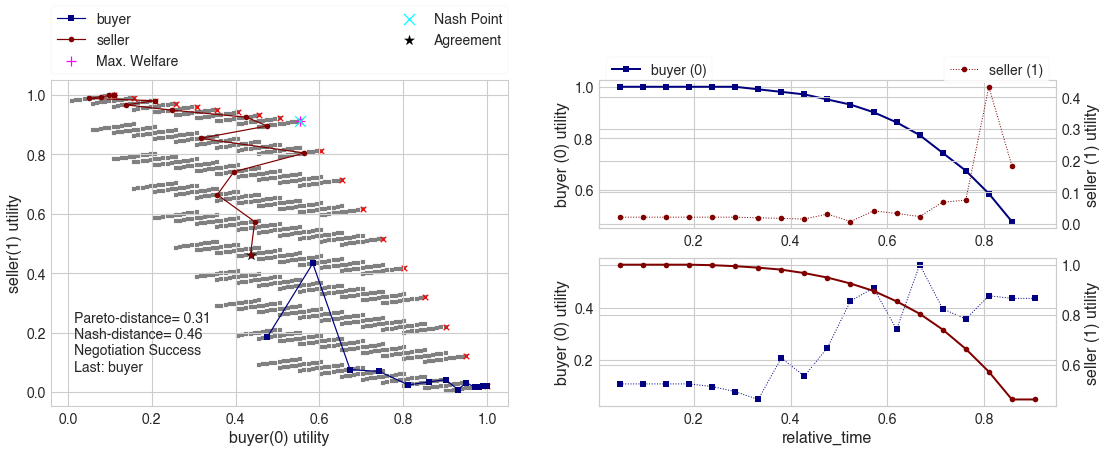 buyer
seller
Max. Welfare
Nash Point
Agreement
seller(1) utility
1.0
0.8
0.6
0.4
0.2
0.0
Pareto-distance= 0.31
Nash-distance= 0.46
Negotiation Success
Last: buyer
0.0 0.2 0.4 0.6 0.8 1.0
buyer(0) utility
buyer (0)
seller (1)
buyer (0) utility
1.0
0.8
0.6
0.4
0.3
0.2
0.1
0.0
seller (1) utility
0.2 0.4 0.6 0.8
buyer (0) utility
0.4
0.2
1.0
0.8
0.6
seller (1) utility
0.2 0.4 0.6 0.8
relative_time